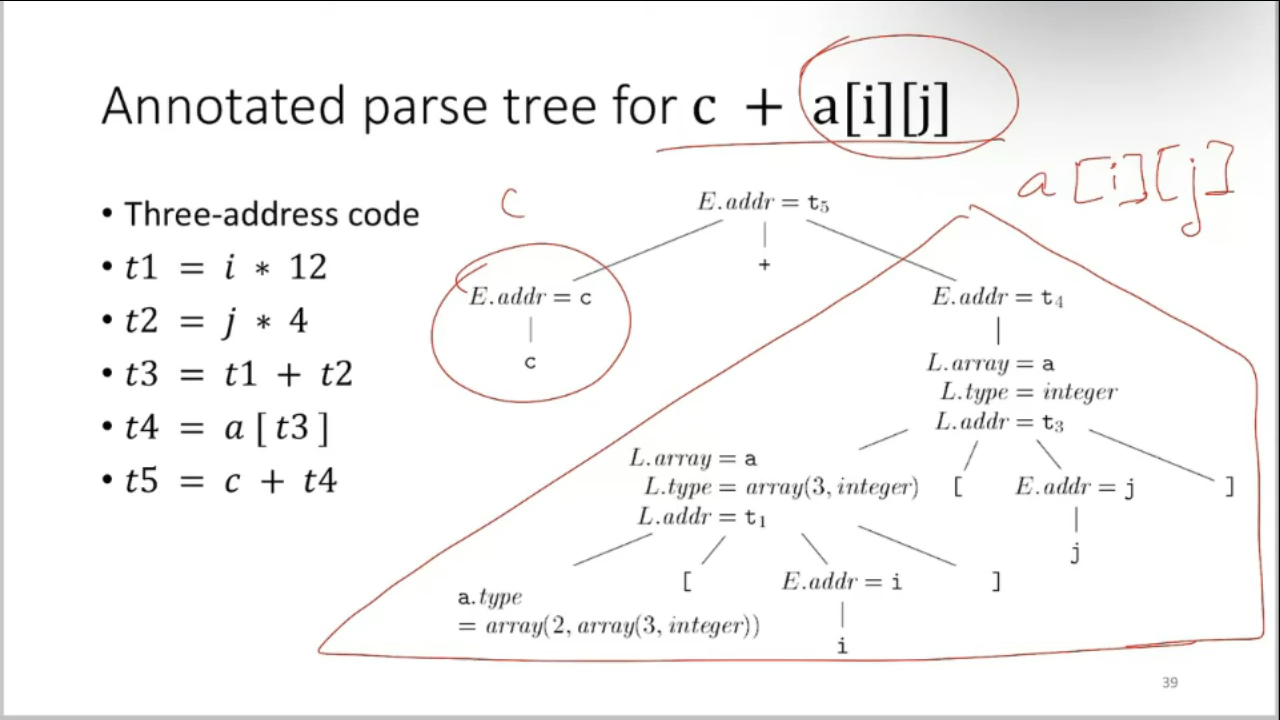 Annotated parse tree for c + a[i][j]
a[i][j]
• Three-address code
• t1 = i * 12
• t2 = j * 4
• t3 = t1 + t2
• t4 = a [ t3 ]
• t5 = c + t4
C
E.addr = t₅
+
E.addr = c
c
E.addr = t₄
L.array = a
L.type = integer
L.addr = t₃
L.array = a
L.type = array(3, integer)
L.addr = t₁
[
E.addr = j
]
j
a.type
= array(2, array(3, integer))
[
E.addr = i
]
i
39